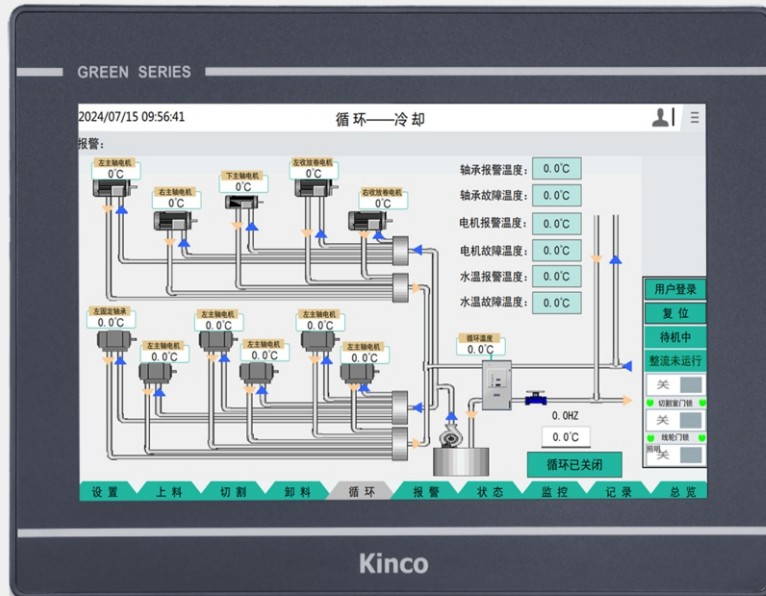 GREEN SERIES
2024/07/15 09:56:41
循环——冷却
报警:
左主轴电机
0℃
右主轴电机
0℃
下主轴电机
0℃
左收放卷电机
0℃
右收放卷电机
0℃
轴承报警温度: 0.0℃
轴承故障温度: 0.0℃
电机报警温度: 0.0℃
电机故障温度: 0.0℃
水温报警温度: 0.0℃
水温故障温度: 0.0℃
左固定轴承
0.0℃
左主轴电机
0.0℃
左主轴电机
0.0℃
左主轴电机
0.0℃
左主轴电机
0.0℃
左主轴电机
0.0℃
循环温度
0.0℃
0.0HZ
0.0℃
循环已关闭
用户登录
复位
待机中
整流未运行
关
切割室门锁
关
线轮门锁
照明
关
设置 上料 切割 卸料 循环 报警 状态 监控 记录 总览
Kinco